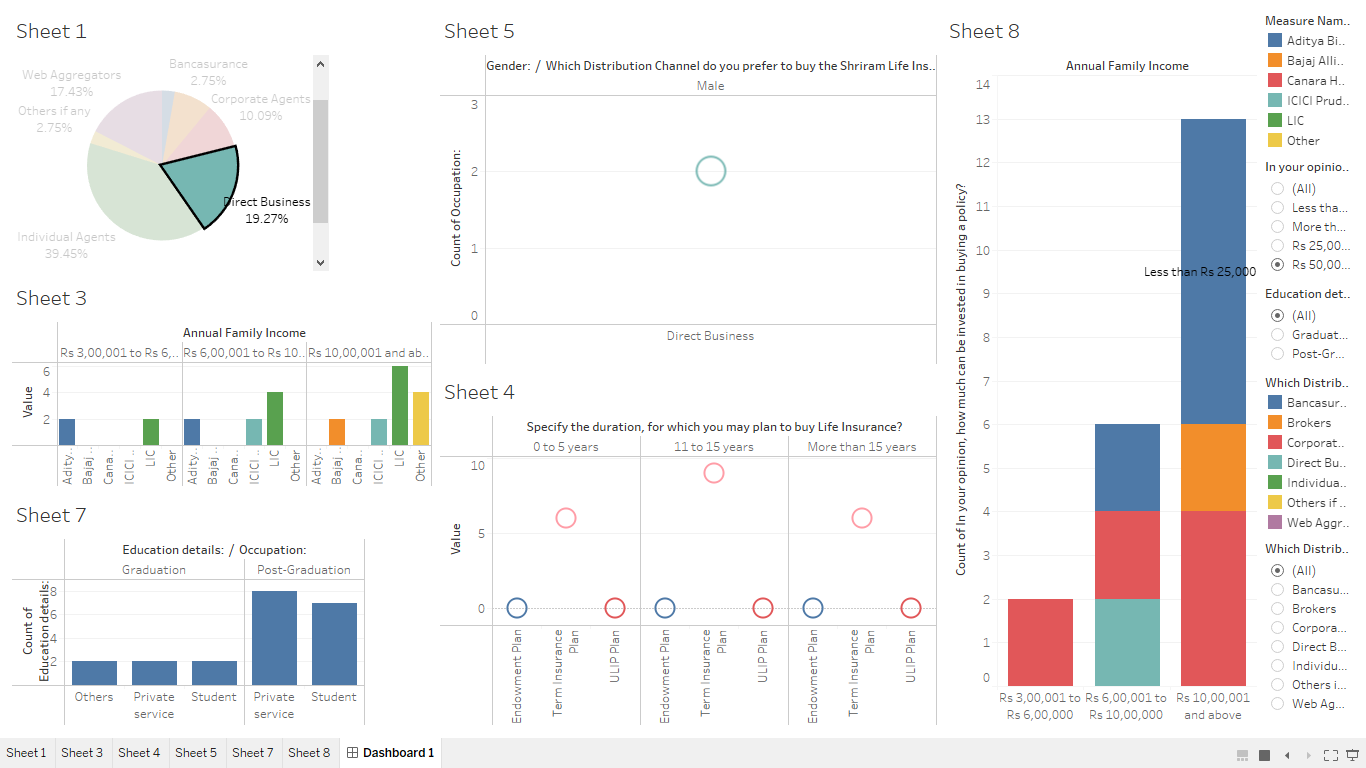 Sheet 1
Web Aggregators
17.43%
Bancasurance
2.75%
Others if any
2.75%
Corporate Agents
10.09%
Direct Business
19.27%
Individual Agents
39.45%
Sheet 3
Annual Family Income
Rs 3,00,001 to Rs 6,.. Rs 6,00,001 to Rs 10... Rs 10,00,001 and ab..
Value
6
4
2
Adity.. Bajaj .. Cana.. ICICI .. LIC Other Adity.. Bajaj .. Cana.. ICICI .. LIC Other Adity.. Bajaj .. Cana.. ICICI .. LIC Other
Sheet 7
Education details: / Occupation:
Graduation Post-Graduation
Count of
Education details:
8
6
4
2
Others Private service Student Private service Student
Sheet 5
Gender: / Which Distribution Channel do you prefer to buy the Shriram Life Ins..
Male
Count of Occupation:
3
2
1
0
Direct Business
Sheet 4
Specify the duration, for which you may plan to buy Life Insurance?
0 to 5 years 11 to 15 years More than 15 years
Value
10
5
0
Endowment Plan Term Insurance Plan ULIP Plan Endowment Plan Term Insurance Plan ULIP Plan Endowment Plan Term Insurance Plan ULIP Plan
Sheet 8
Annual Family Income
Count of In your opinion, how much can be invested in buying a policy?
14
13
12
11
10
9
8
7
6
5
4
3
2
1
0
Less than Rs 25,000
Rs 3,00,001 to Rs 6,00,001 to Rs 10,00,001
Rs 6,00,000 Rs 10,00,000 and above
Measure Nam..
Aditya Bi..
Bajaj Alli..
Canara H..
ICICI Prud..
LIC
Other
In your opinio..
(All)
Less tha...
More th...
Rs 25,00...
Rs 50,00...
Education det..
(All)
Graduat...
Post-Gr...
Which Distrib..
Bancasur..
Brokers
Corporat..
Direct Bu..
Individua..
Others if ..
Web Aggr..
Which Distrib..
(All)
Bancasu...
Brokers
Corpora...
Direct B...
Individu...
Others i...
Web Ag...
Sheet 1 Sheet 3 Sheet 4 Sheet 5 Sheet 7 Sheet 8 Dashboard 1